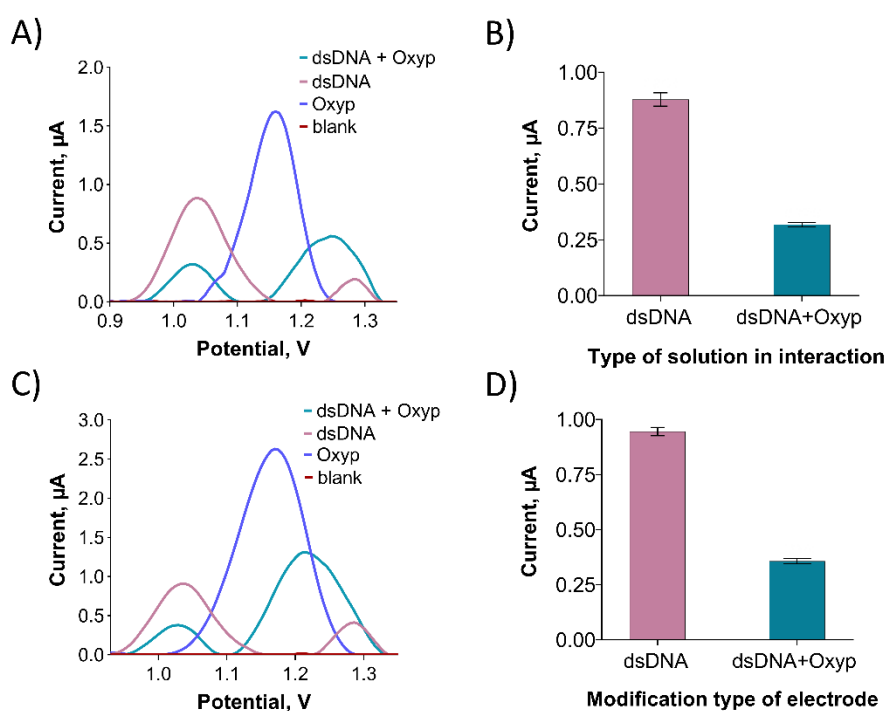 A)
dsDNA + Oxyp
dsDNA
Oxyp
blank
2.0
1.5
1.0
0.5
0.0
Current, µA
0.9 1.0 1.1 1.2 1.3
Potential, V
B)
1.00
0.75
0.50
0.25
0.00
Current, µA
dsDNA dsDNA+Oxyp
Type of solution in interaction
C)
dsDNA + Oxyp
dsDNA
Oxyp
blank
3.0
2.5
2.0
1.5
1.0
0.5
0.0
Current, µA
1.0 1.1 1.2 1.3
Potential, V
D)
1.00
0.75
0.50
0.25
0.00
Current, µA
dsDNA dsDNA+Oxyp
Modification type of electrode